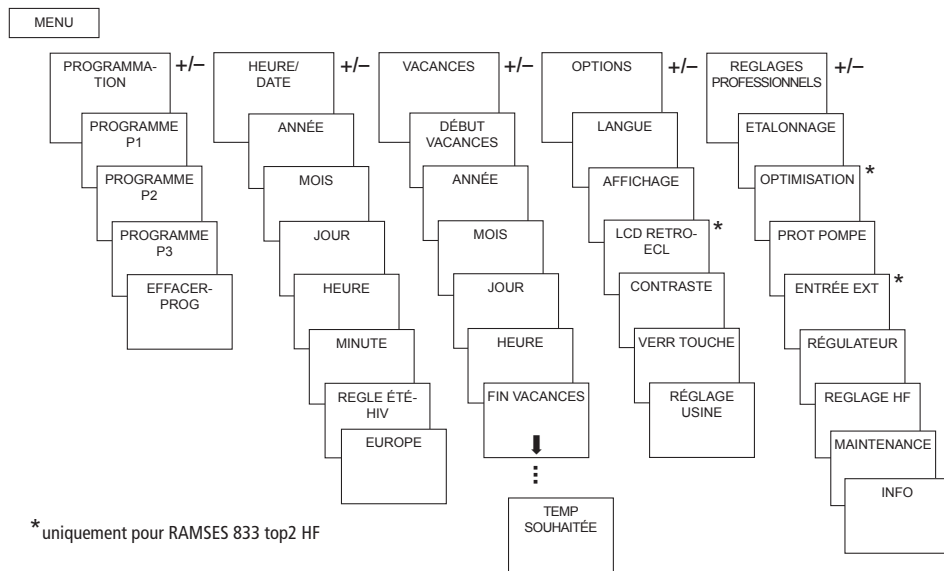 MENU
PROGRAMMA-
TION
+/–
PROGRAMME
P1
PROGRAMME
P2
PROGRAMME
P3
EFFACER-
PROG
HEURE/
DATE
+/–
ANNÉE
MOIS
JOUR
HEURE
MINUTE
REGLE ÉTÉ-
HIV
EUROPE
VACANCES
+/–
DÉBUT
VACANCES
ANNÉE
MOIS
JOUR
HEURE
FIN VACANCES
TEMP
SOUHAITÉE
OPTIONS
+/–
LANGUE
AFFICHAGE
LCD RETRO-
ECL
*
CONTRASTE
VERR TOUCHE
RÉGLAGE
USINE
REGLAGES
PROFESSIONNELS
+/–
ETALONNAGE
OPTIMISATION
*
PROT POMPE
ENTRÉE EXT
*
RÉGULATEUR
REGLAGE HF
MAINTENANCE
INFO
*uniquement pour RAMSES 833 top2 HF